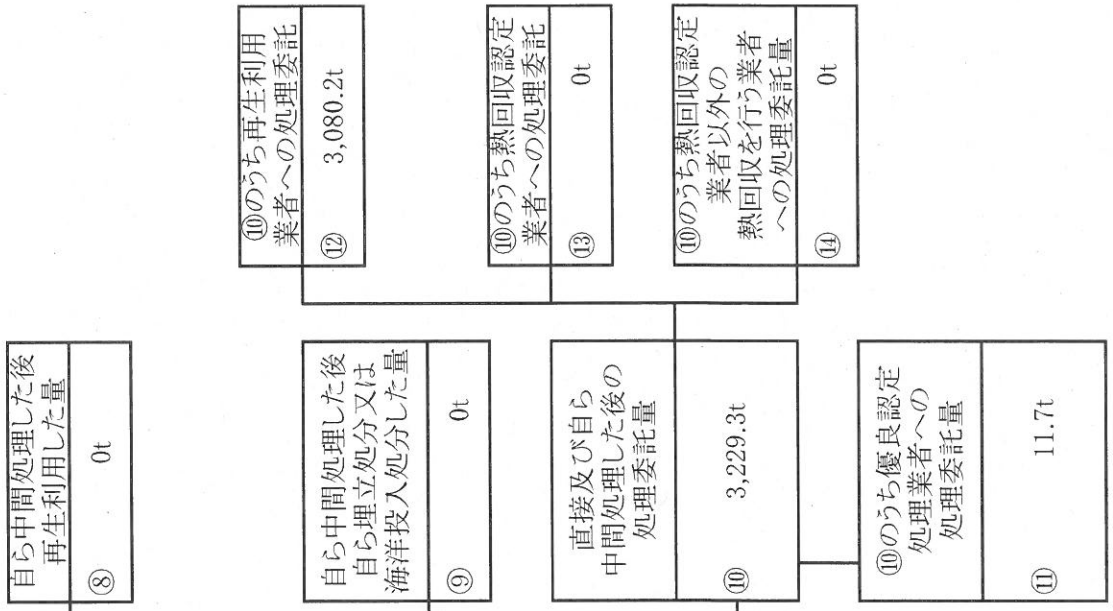 自ら中間処理した後
再生利用した量
⑧
0t
自ら中間処理した後
自ら埋立処分又は
海洋投入処分した量
⑨
0t
直接及び自ら
中間処理した後の
処理委託量
⑩
3,229.3t
⑩のうち優良認定
処理業者への
処理委託量
⑪
11.7t
⑩のうち再生利用
業者への処理委託
⑫
3,080.2t
⑩のうち熱回収認定
業者への処理委託
⑬
0t
⑩のうち熱回収認定
業者以外の
熱回収を行う業者
への処理委託量
⑭
0t